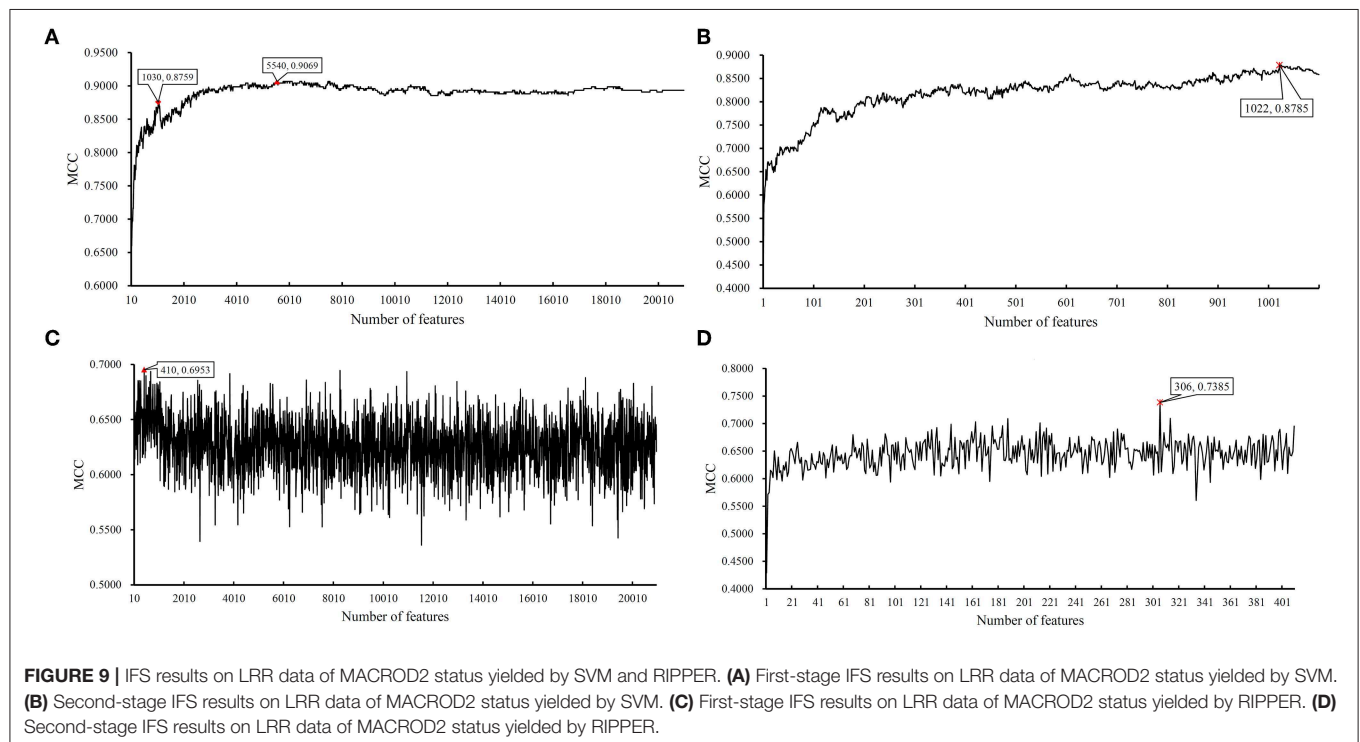 A
0.9500
0.9000
0.8500
0.8000
0.7500
0.7000
0.6500
0.6000
MCC
1030, 0.8759
5540, 0.9069
10 2010 4010 6010 8010 10010 12010 14010 16010 18010 20010
Number of features
B
0.9000
0.8500
0.8000
0.7500
0.7000
0.6500
0.6000
0.5500
0.5000
0.4500
0.4000
MCC
1022, 0.8785
1 101 201 301 401 501 601 701 801 901 1001
Number of features
C
0.7000
0.6500
0.6000
0.5500
0.5000
MCC
410, 0.6953
10 2010 4010 6010 8010 10010 12010 14010 16010 18010 20010
Number of features
D
0.8000
0.7500
0.7000
0.6500
0.6000
0.5500
0.5000
0.4500
0.4000
MCC
306, 0.7385
1 21 41 61 81 101 121 141 161 181 201 221 241 261 281 301 321 341 361 381 401
Number of features
FIGURE 9 | IFS results on LRR data of MACROD2 status yielded by SVM and RIPPER. (A) First-stage IFS results on LRR data of MACROD2 status yielded by SVM.
(B) Second-stage IFS results on LRR data of MACROD2 status yielded by SVM. (C) First-stage IFS results on LRR data of MACROD2 status yielded by RIPPER. (D)
Second-stage IFS results on LRR data of MACROD2 status yielded by RIPPER.